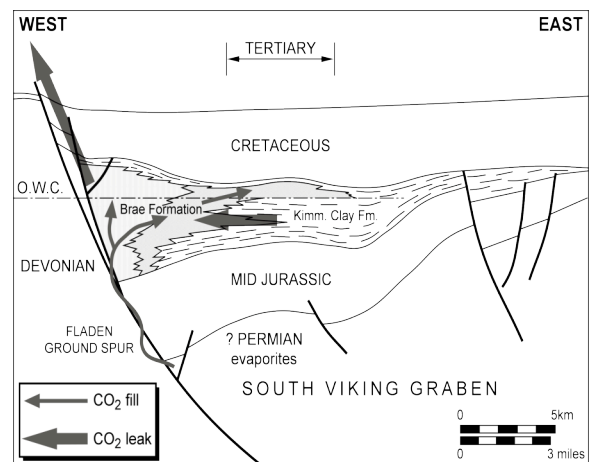 WEST
EAST
TERTIARY
CRETACEOUS
O.W.C.
Brae Formation
Kimm. Clay Fm.
DEVONIAN
MID JURASSIC
FLADEN
GROUND SPUR
? PERMIAN
evaporites
SOUTH VIKING GRABEN
CO₂ fill
CO₂ leak
0 5km
0 3 miles